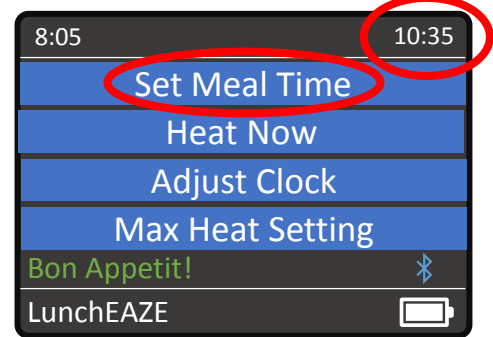 8:05 10:35
Set Meal Time
Heat Now
Adjust Clock
Max Heat Setting
Bon Appetit!
LunchEAZE